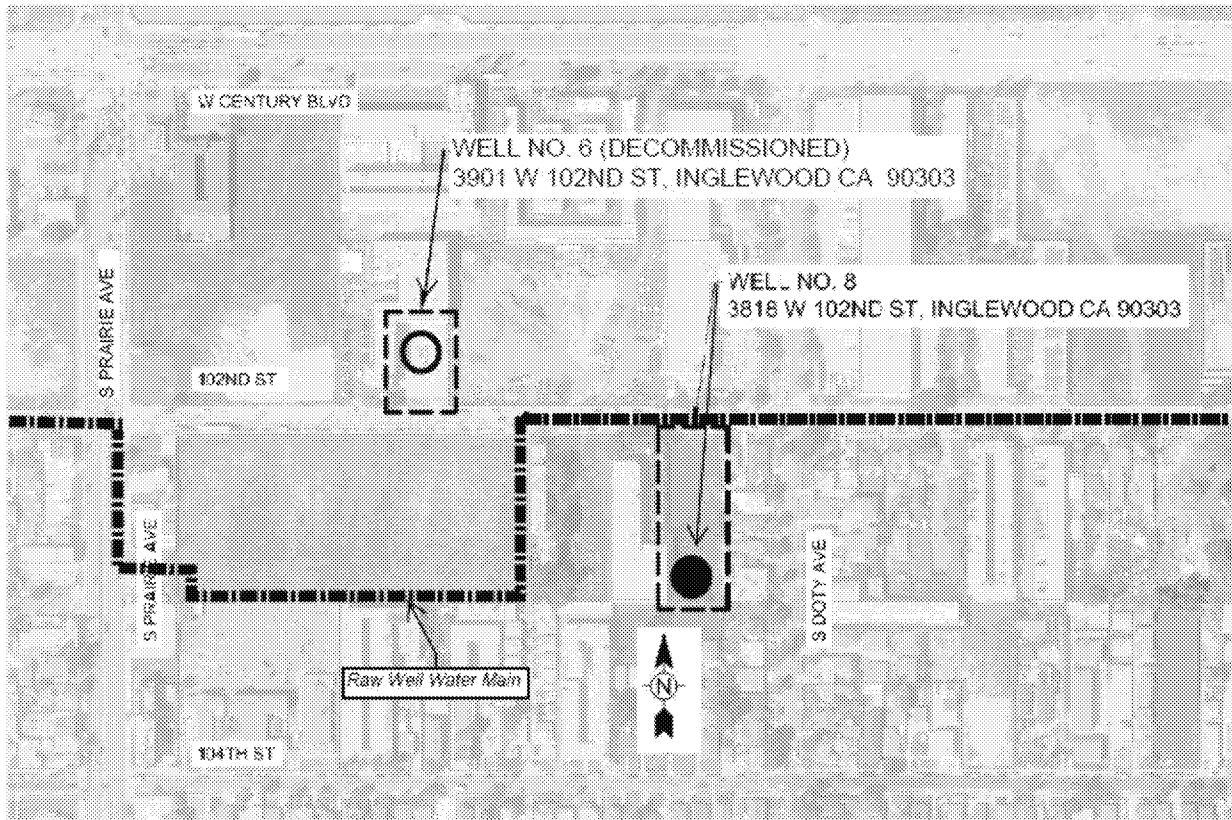 W CENTURY BLVD
WELL NO. 6 (DECOMMISSIONED)
3901 W 102ND ST, INGLEWOOD CA 90303
S PRAIRIE AVE
WELL NO. 8
3818 W 102ND ST, INGLEWOOD CA 90303
102ND ST
S PRAIRIE AVE
S DOTY AVE
Raw Well Water Main
N
104TH ST